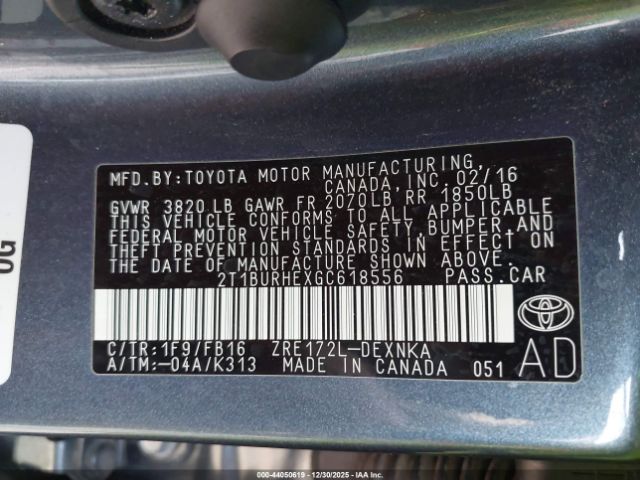 MFD.BY:TOYOTA MOTOR MANUFACTURING,
CANADA, INC. 02/16
GVWR 3820 LB GAWR FR 2070LB RR 1850LB
THIS VEHICLE CONFORMS TO ALL APPLICABLE
FEDERAL MOTOR VEHICLE SAFETY,BUMPER,AND
THEFT PREVENTION STANDARDS IN EFFECT ON
THE DATE OF MANUFACTURE SHOWN ABOVE.
2T1BURHEXGC618556 PASS.CAR
C/TR:1F9/FB16 ZRE172L-DEXNKA
A/TM:-04A/K313 MADE IN CANADA 051
AD
OG
000-44050619 - 12/30/2025 - IAA Inc.